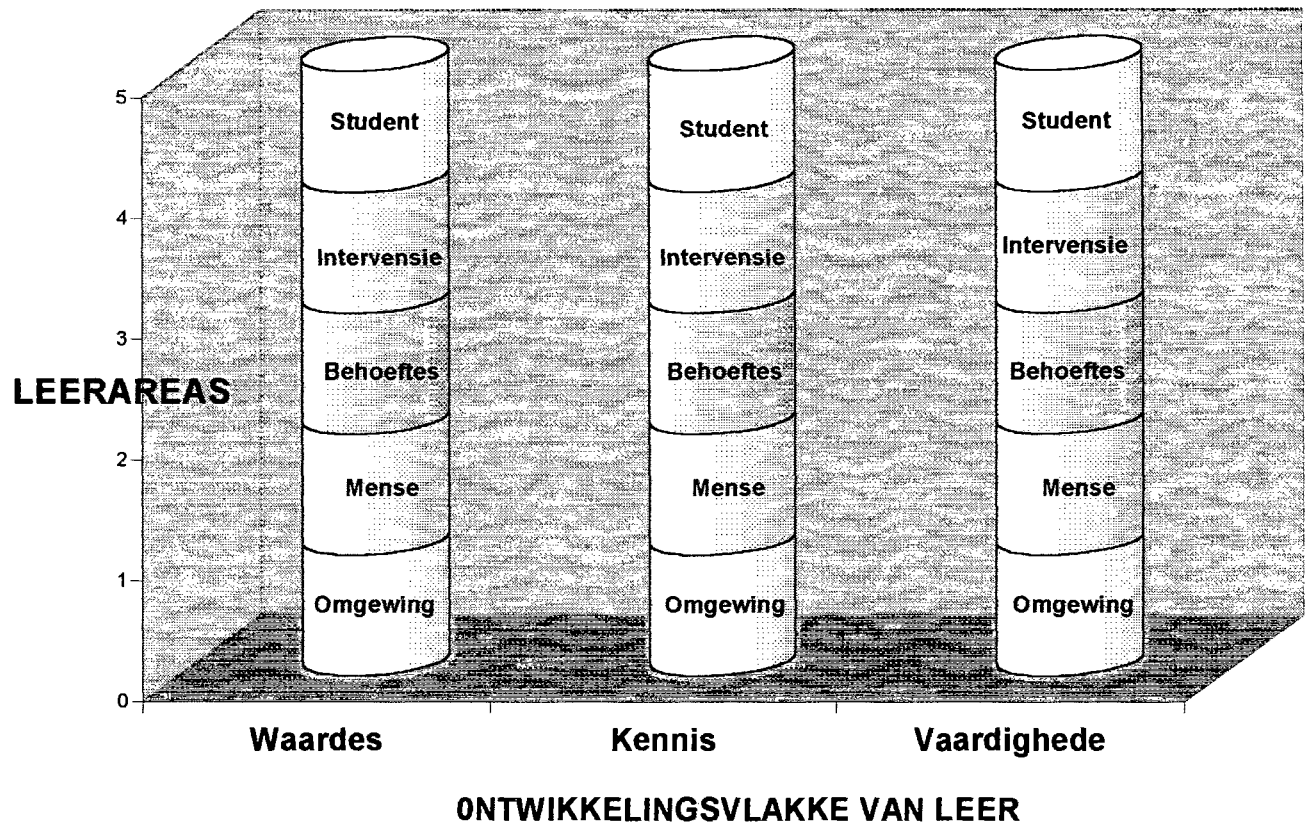 5
Student Student Student
4
Intervensie Intervensie Intervensie
3
Behoeftes Behoeftes Behoeftes
LEERAREAS
2
Mense Mense Mense
1
Omgewing Omgewing Omgewing
0
Waardes Kennis Vaardighede
0NTWIKKELINGSVLAKKE VAN LEER